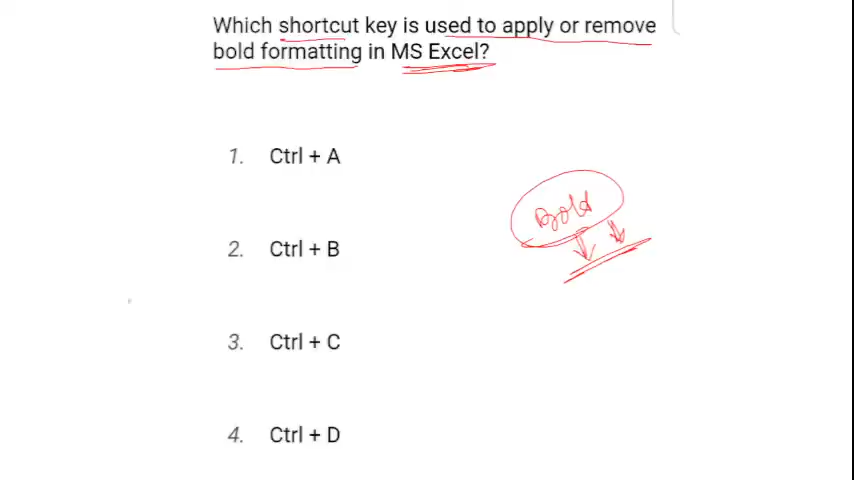 Which shortcut key is used to apply or remove
bold formatting in MS Excel?
1. Ctrl + A
Bold
2. Ctrl + B
3. Ctrl + C
4. Ctrl + D